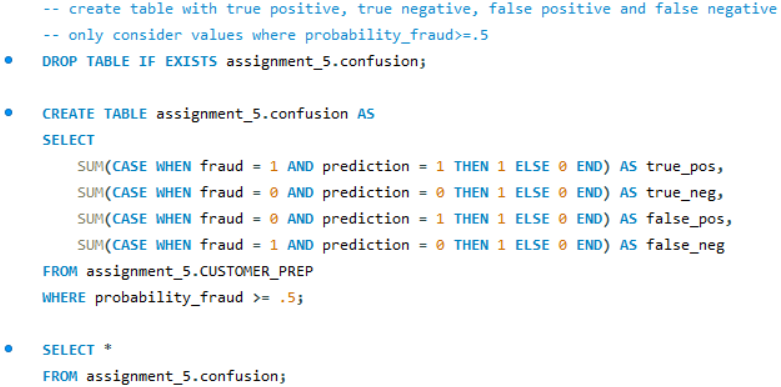 -- create table with true positive, true negative, false positive and false negative
-- only consider values where probability_fraud>=.5
DROP TABLE IF EXISTS assignment_5.confusion;
CREATE TABLE assignment_5.confusion AS
SELECT
SUM(CASE WHEN fraud = 1 AND prediction = 1 THEN 1 ELSE 0 END) AS true_pos,
SUM(CASE WHEN fraud = 0 AND prediction = 0 THEN 1 ELSE 0 END) AS true_neg,
SUM(CASE WHEN fraud = 0 AND prediction = 1 THEN 1 ELSE 0 END) AS false_pos,
SUM(CASE WHEN fraud = 1 AND prediction = 0 THEN 1 ELSE 0 END) AS false_neg
FROM assignment_5.CUSTOMER_PREP
WHERE probability_fraud >= .5;
SELECT *
FROM assignment_5.confusion;